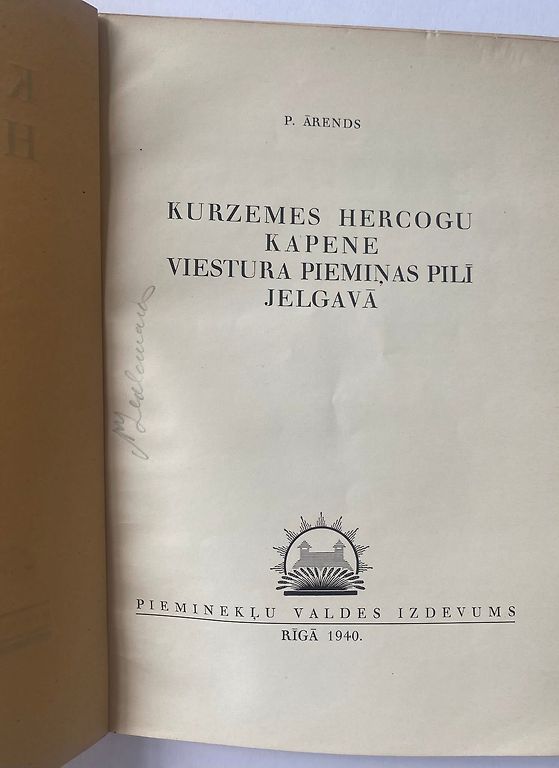 P. ĀRENDS
KURZEMES HERCOGU
KAPENE
VIESTURA PIEMIŅAS PILĪ
JELGAVĀ
PIEMINEKĻU VALDES IZDEVUMS
RĪGĀ 1940.
K
H